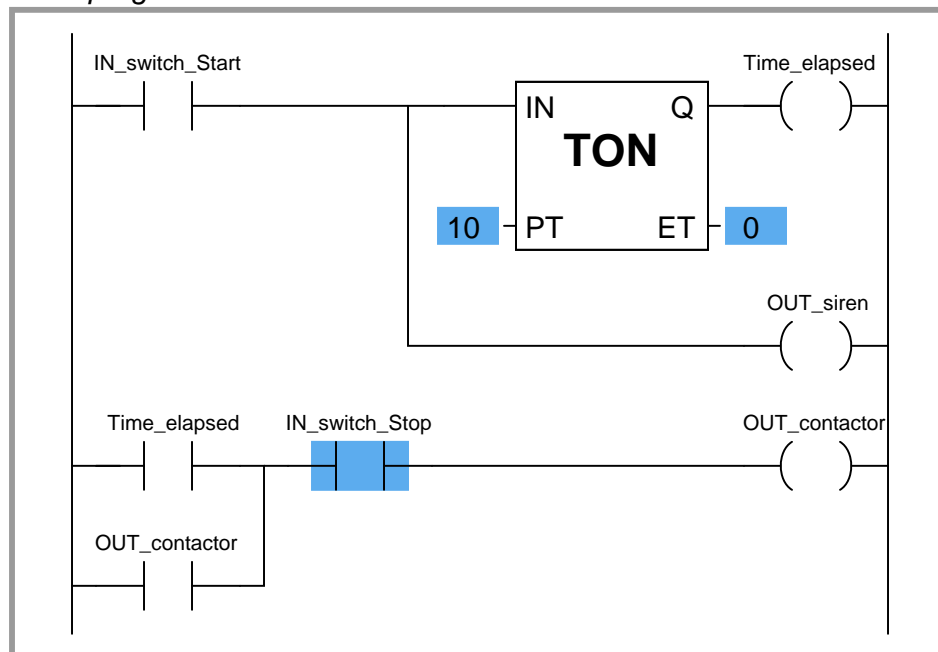 IN_switch_Start
Time_elapsed
IN Q
TON
10 PT ET 0
OUT_siren
Time_elapsed IN_switch_Stop OUT_contactor
OUT_contactor